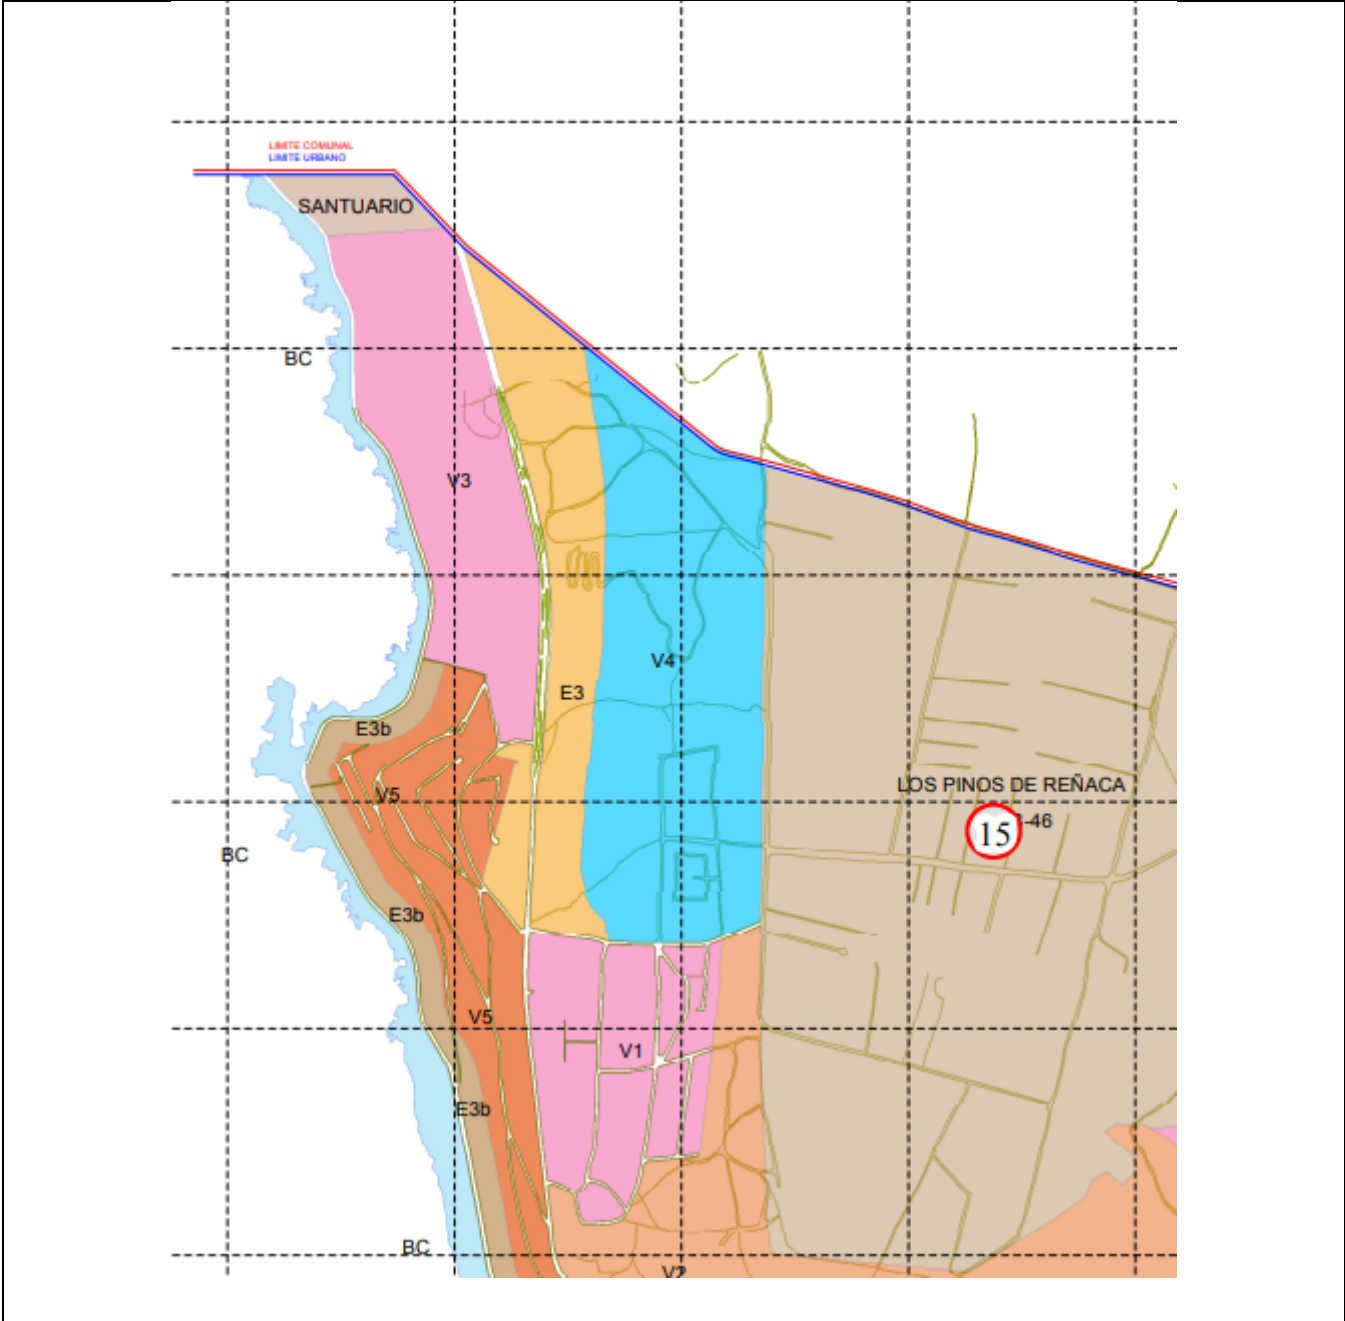 LIMITE COMUNAL
LIMITE URBANO
SANTUARIO
BC
V3
V4
E3
E3b
LOS PINOS DE REÑACA
V5
15
-46
BC
E3b
V5
V1
E3b
BC
V2